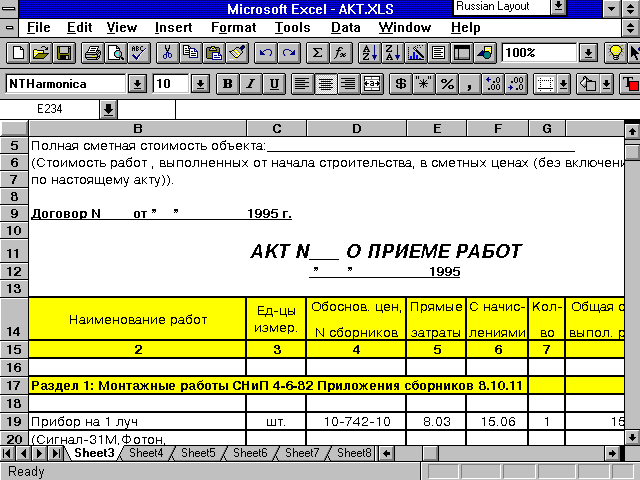 Microsoft Excel - AKT.XLS
Russian Layout
File Edit View Insert Format Tools Data Window Help
100%
NTHarmonica 10 B I U $ "*" % ,
E234
B C D E F G
5 Полная сметная стоимость объекта:
6 (Стоимость работ , выполненных от начала строительства, в сметных ценах (без включени
7 по настоящему акту)).
8
9 Договор N от " " 1995 г.
10
11 АКТ N___ О ПРИЕМЕ РАБОТ
12 " " 1995
13
14 Наименование работ Ед-цы измер. Обоснов. цен, N сборников Прямые затраты С начис- лениями Кол- во Общая с выпол. р
15 2 3 4 5 6 7
16
17 Раздел 1: Монтажные работы СНиП 4-6-82 Приложения сборников 8.10.11
18
19 Прибор на 1 луч шт. 10-742-10 8.03 15.06 1 15
20 (Сигнал-31М,Фотон,
Sheet3 Sheet4 Sheet5 Sheet6 Sheet7 Sheet8
Ready